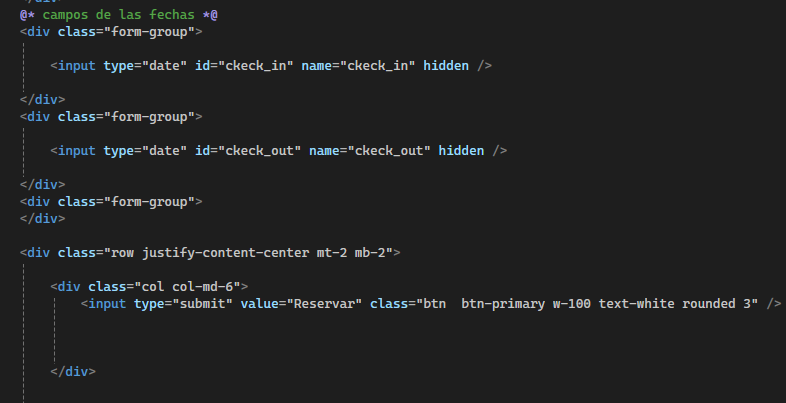 @* campos de las fechas *@
<div class="form-group">
<input type="date" id="ckeck_in" name="ckeck_in" hidden />
</div>
<div class="form-group">
<input type="date" id="ckeck_out" name="ckeck_out" hidden />
</div>
<div class="form-group">
</div>
<div class="row justify-content-center mt-2 mb-2">
<div class="col col-md-6">
<input type="submit" value="Reservar" class="btn  btn-primary w-100 text-white rounded 3" />
</div>